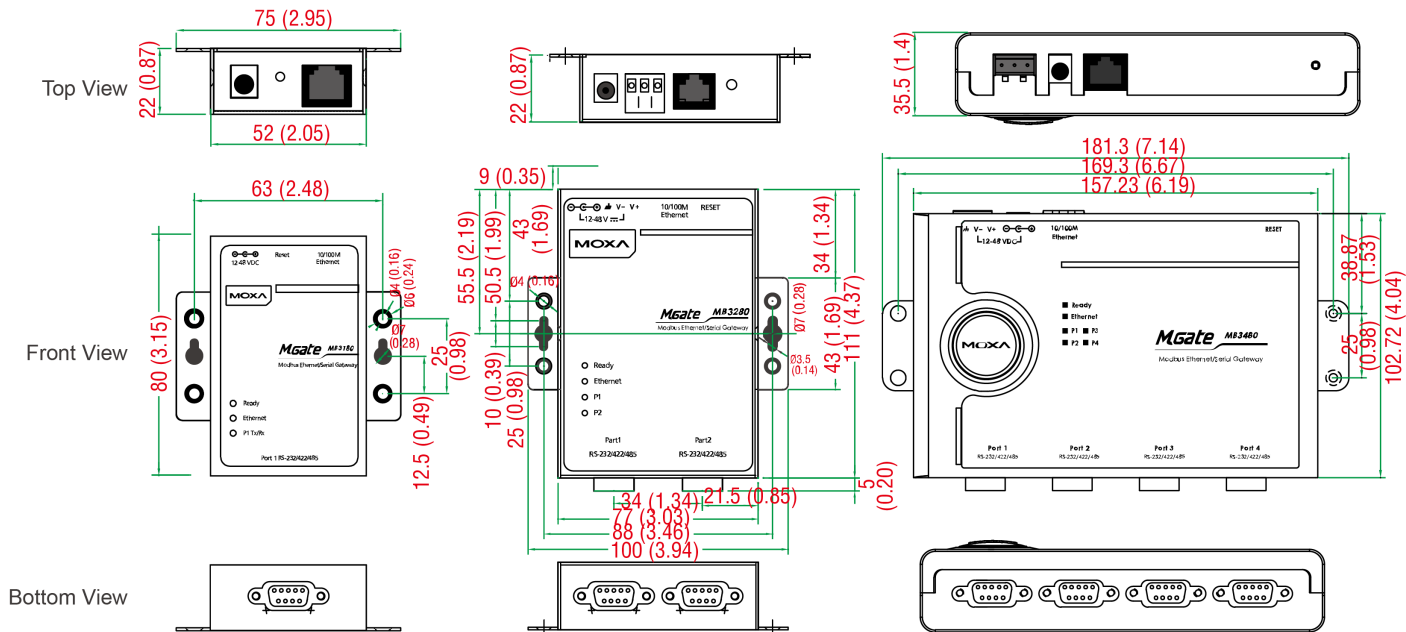 Top View
75 (2.95)
22 (0.87)
52 (2.05)
22 (0.87)
35.5 (1.4)
Front View
63 (2.48)
80 (3.15)
12-48 VDC
Reset
10/100M
Ethernet
MOXA
MGate MB3180
Modbus Ethernet/Serial Gateway
Ready
Ethernet
P1 Tx/Rx
Port 1 RS-232/422/485
Ø4 (0.16)
Ø6 (0.24)
Ø7
(0.28)
25
(0.98)
12.5 (0.49)
9 (0.35)
55.5 (2.19)
50.5 (1.99)
43
(1.69)
Ø4 (0.16)
10 (0.39)
25 (0.98)
V- V+
12-48 V
10/100M
Ethernet
RESET
MOXA
MGate MB3280
Modbus Ethernet/Serial Gateway
Ready
Ethernet
P1
P2
Part1
RS-232/422/485
Part2
RS-232/422/485
34 (1.34)
Ø7 (0.28)
Ø3.5
(0.14)
43 (1.69)
111 (4.37)
5
(0.20)
34 (1.34)
21.5 (0.85)
77 (3.03)
88 (3.46)
100 (3.94)
181.3 (7.14)
169.3 (6.67)
157.23 (6.19)
V- V+
12-48 VDC
10/100M
Ethernet
RESET
MOXA
Ready
Ethernet
P1 P3
P2 P4
MGate MB3480
Modbus Ethernet/Serial Gateway
Port 1
RS-232/422/485
Port 2
RS-232/422/485
Port 3
RS-232/422/485
Port 4
RS-232/422/485
38.87
(1.53)
25
(0.98)
102.72 (4.04)
Bottom View